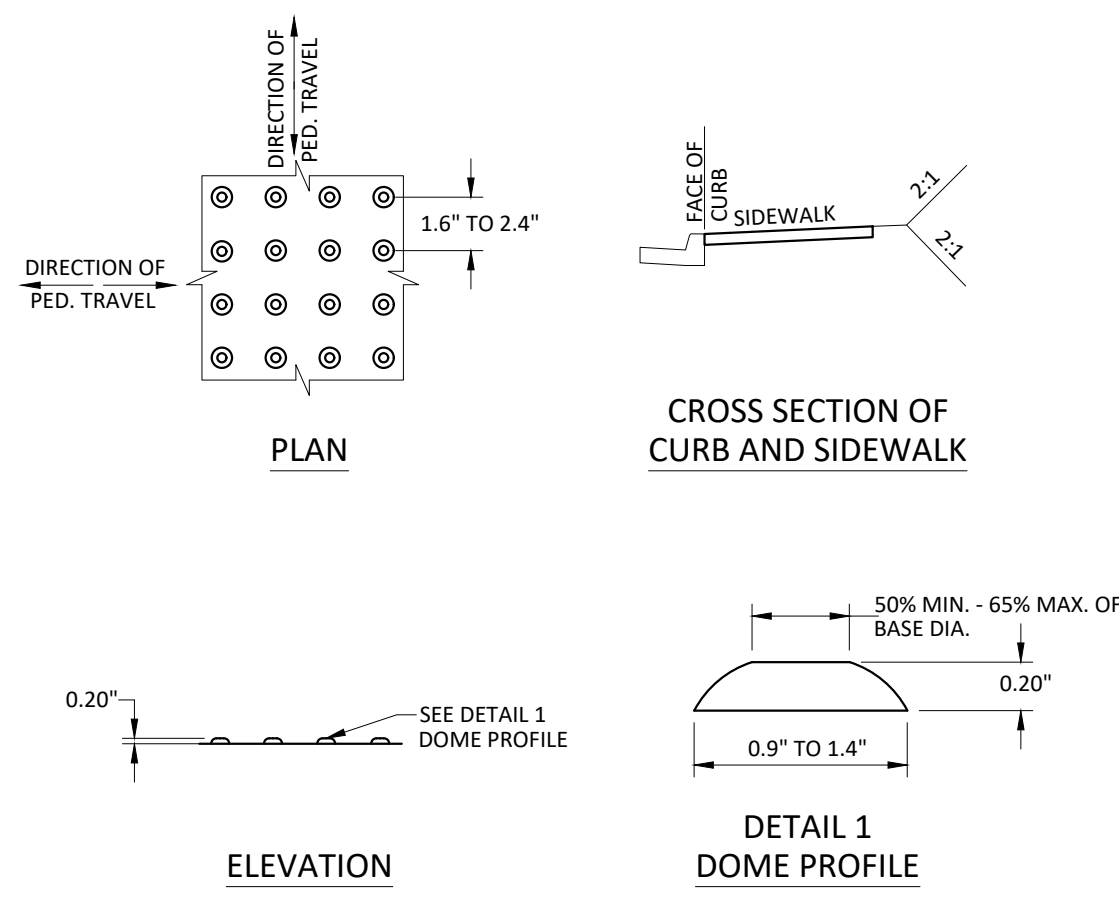 DIRECTION OF
PED. TRAVEL
1.6" TO 2.4"
DIRECTION OF
PED. TRAVEL
PLAN
FACE OF
CURB
SIDEWALK
2:1
2:1
CROSS SECTION OF
CURB AND SIDEWALK
0.20"
SEE DETAIL 1
DOME PROFILE
ELEVATION
50% MIN. - 65% MAX. OF
BASE DIA.
0.20"
0.9" TO 1.4"
DETAIL 1
DOME PROFILE